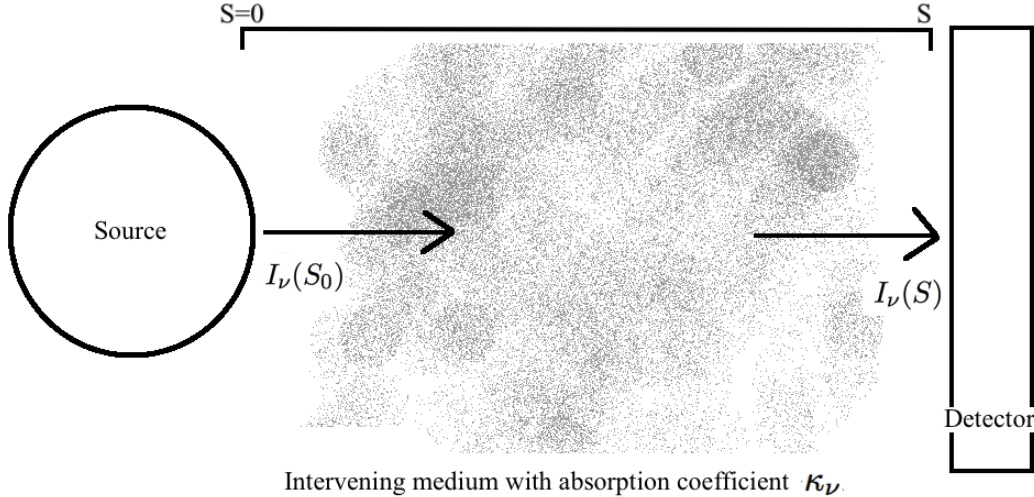 S=0 S
Source
I_ν(S_0) I_ν(S)
Detector
Intervening medium with absorption coefficient κ_ν